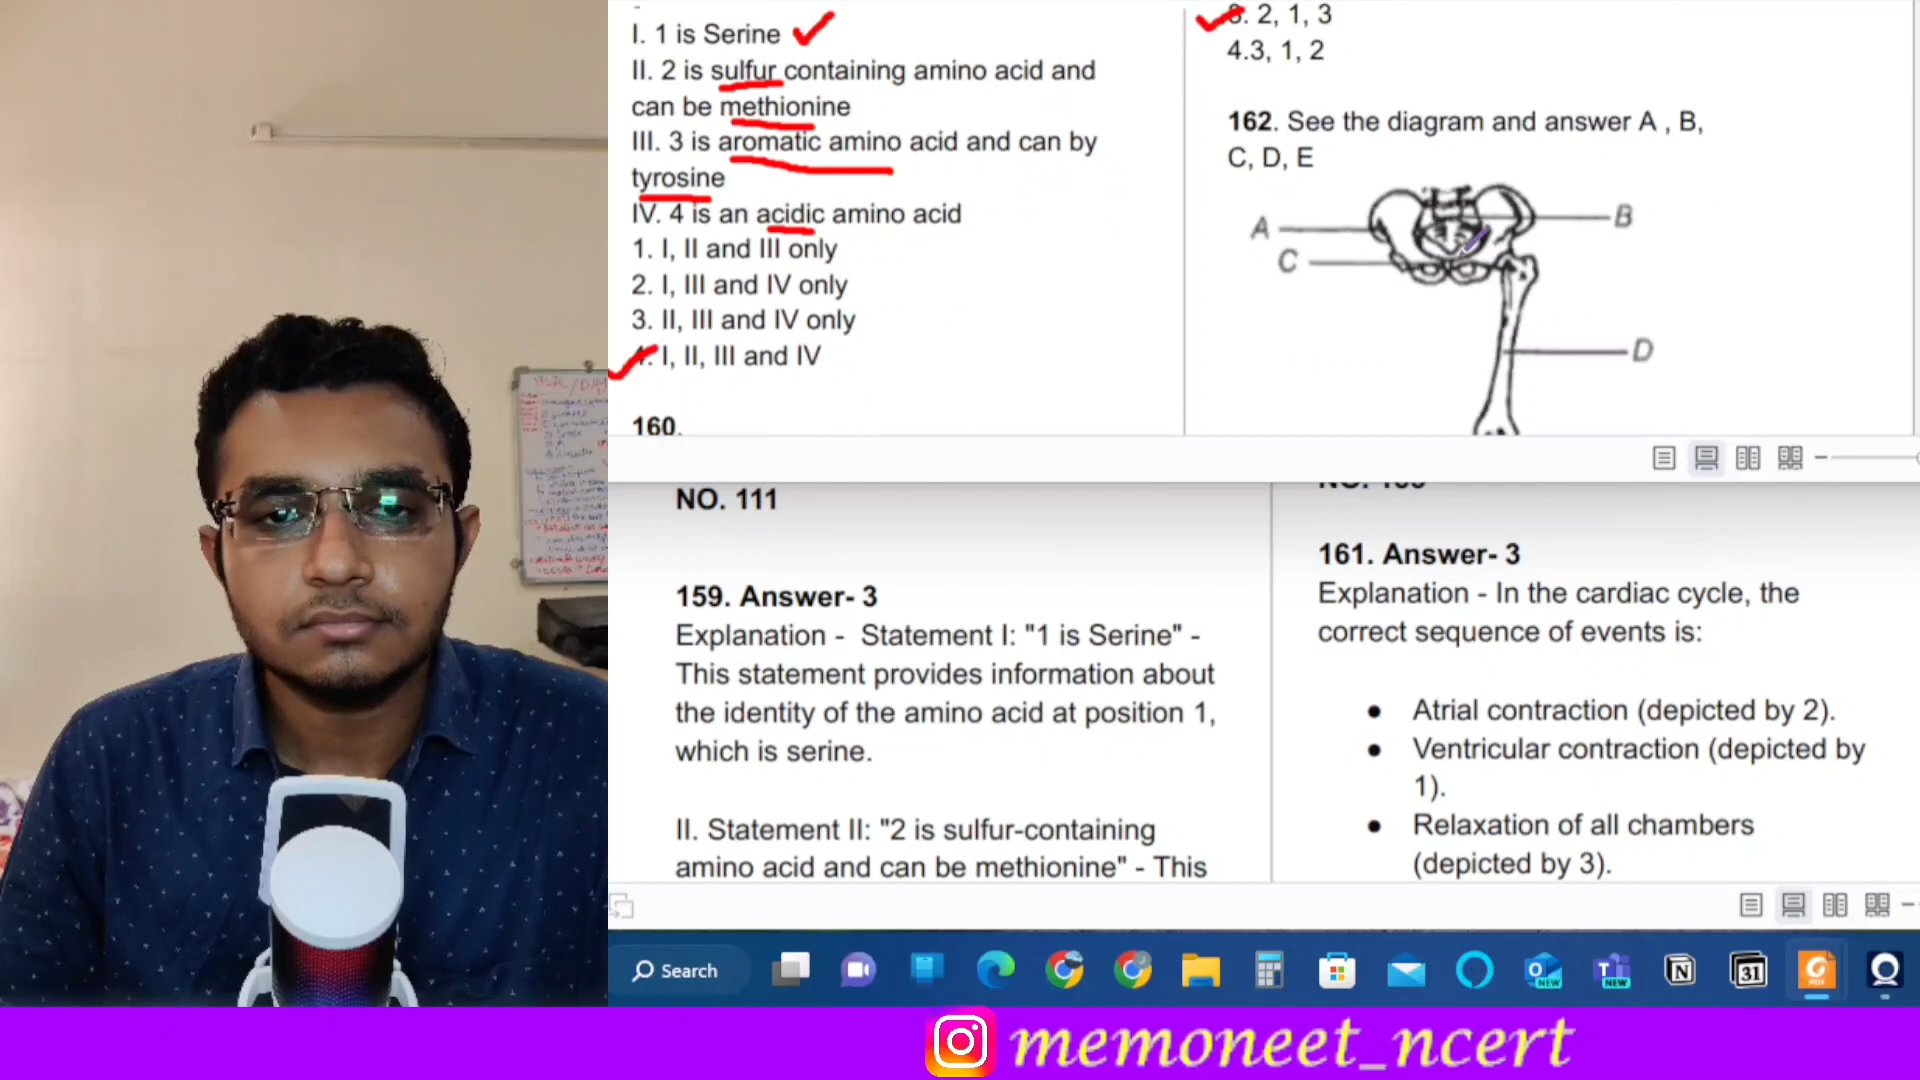 I. 1 is Serine
II. 2 is sulfur containing amino acid and
can be methionine
III. 3 is aromatic amino acid and can by
tyrosine
IV. 4 is an acidic amino acid
1. I, II and III only
2. I, III and IV only
3. II, III and IV only
4. I, II, III and IV
160.
3. 2, 1, 3
4.3, 1, 2
162. See the diagram and answer A , B,
C, D, E
A
B
C
D
NO. 111
159. Answer- 3
Explanation - Statement I: "1 is Serine" -
This statement provides information about
the identity of the amino acid at position 1,
which is serine.
II. Statement II: "2 is sulfur-containing
amino acid and can be methionine" - This
161. Answer- 3
Explanation - In the cardiac cycle, the
correct sequence of events is:
● Atrial contraction (depicted by 2).
● Ventricular contraction (depicted by
1).
● Relaxation of all chambers
(depicted by 3).
Search
NEW
NEW
31
memoneet_ncert